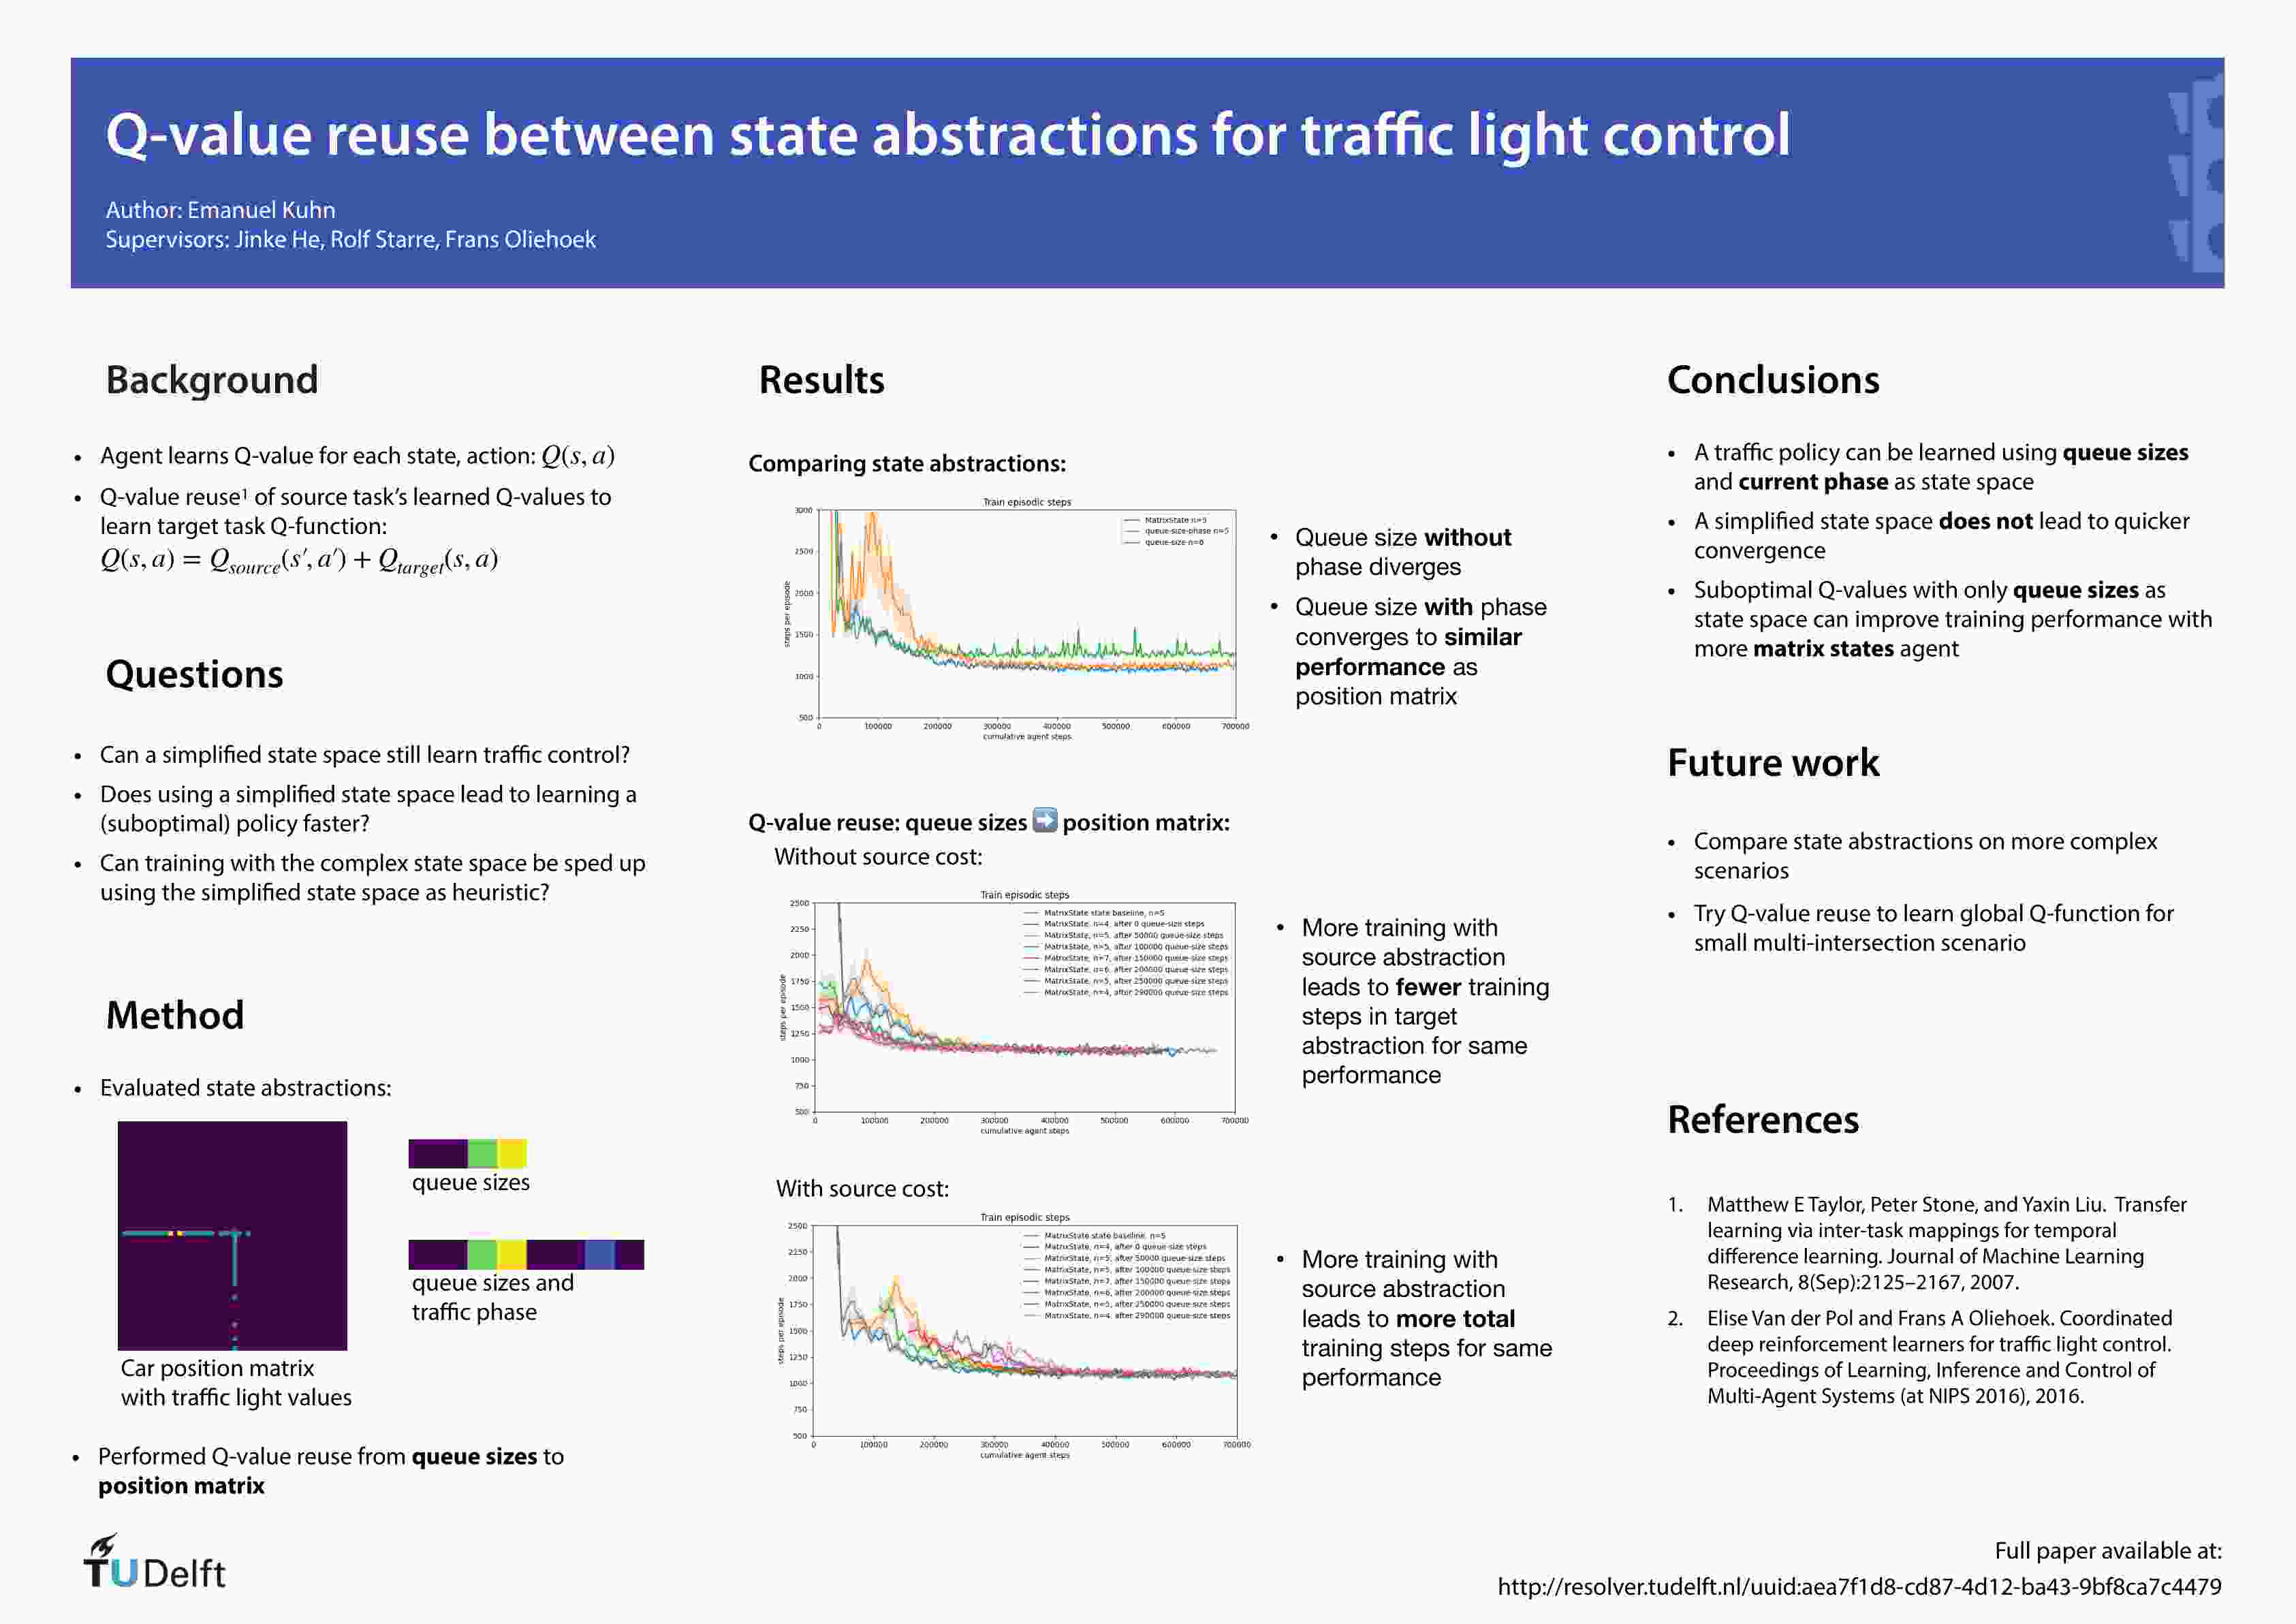 Q-value reuse between state abstractions for traffic light control
Author: Emanuel Kuhn
Supervisors: Jinke He, Rolf Starre, Frans Oliehoek
Background
• Agent learns Q-value for each state, action: Q(s, a)
• Q-value reuse¹ of source task's learned Q-values to
learn target task Q-function:
Q(s, a) = Qsource(s′, a′) + Qtarget(s, a)
Questions
• Can a simplified state space still learn traffic control?
• Does using a simplified state space lead to learning a
(suboptimal) policy faster?
• Can training with the complex state space be sped up
using the simplified state space as heuristic?
Method
• Evaluated state abstractions:
queue sizes
queue sizes and
traffic phase
Car position matrix
with traffic light values
• Performed Q-value reuse from queue sizes to
position matrix
TU Delft
Results
Comparing state abstractions:
Train episodic steps
3000
2500
2000
1500
1000
500
steps per episode
0 100000 200000 300000 400000 500000 600000 700000
cumulative agent steps
MatrixState n=5
queue-size-phase n=5
queue-size n=6
• Queue size without
phase diverges
• Queue size with phase
converges to similar
performance as
position matrix
Q-value reuse: queue sizes ➡ position matrix:
Without source cost:
Train episodic steps
2500
2250
2000
1750
1500
1250
1000
750
500
steps per episode
0 100000 200000 300000 400000 500000 600000 700000
cumulative agent steps
MatrixState state baseline, n=5
MatrixState, n=4, after 0 queue-size steps
MatrixState, n=5, after 50000 queue-size steps
MatrixState, n=5, after 100000 queue-size steps
MatrixState, n=7, after 150000 queue-size steps
MatrixState, n=6, after 200000 queue-size steps
MatrixState, n=5, after 250000 queue-size steps
MatrixState, n=4, after 290000 queue-size steps
• More training with
source abstraction
leads to fewer training
steps in target
abstraction for same
performance
With source cost:
Train episodic steps
2500
2250
2000
1750
1500
1250
1000
750
500
steps per episode
0 100000 200000 300000 400000 500000 600000 700000
cumulative agent steps
MatrixState state baseline, n=5
MatrixState, n=4, after 0 queue-size steps
MatrixState, n=5, after 50000 queue-size steps
MatrixState, n=5, after 100000 queue-size steps
MatrixState, n=7, after 150000 queue-size steps
MatrixState, n=6, after 200000 queue-size steps
MatrixState, n=5, after 250000 queue-size steps
MatrixState, n=4, after 290000 queue-size steps
• More training with
source abstraction
leads to more total
training steps for same
performance
Conclusions
• A traffic policy can be learned using queue sizes
and current phase as state space
• A simplified state space does not lead to quicker
convergence
• Suboptimal Q-values with only queue sizes as
state space can improve training performance with
more matrix states agent
Future work
• Compare state abstractions on more complex
scenarios
• Try Q-value reuse to learn global Q-function for
small multi-intersection scenario
References
1. Matthew E Taylor, Peter Stone, and Yaxin Liu. Transfer
learning via inter-task mappings for temporal
difference learning. Journal of Machine Learning
Research, 8(Sep):2125–2167, 2007.
2. Elise Van der Pol and Frans A Oliehoek. Coordinated
deep reinforcement learners for traffic light control.
Proceedings of Learning, Inference and Control of
Multi-Agent Systems (at NIPS 2016), 2016.
Full paper available at:
http://resolver.tudelft.nl/uuid:aea7f1d8-cd87-4d12-ba43-9bf8ca7c4479